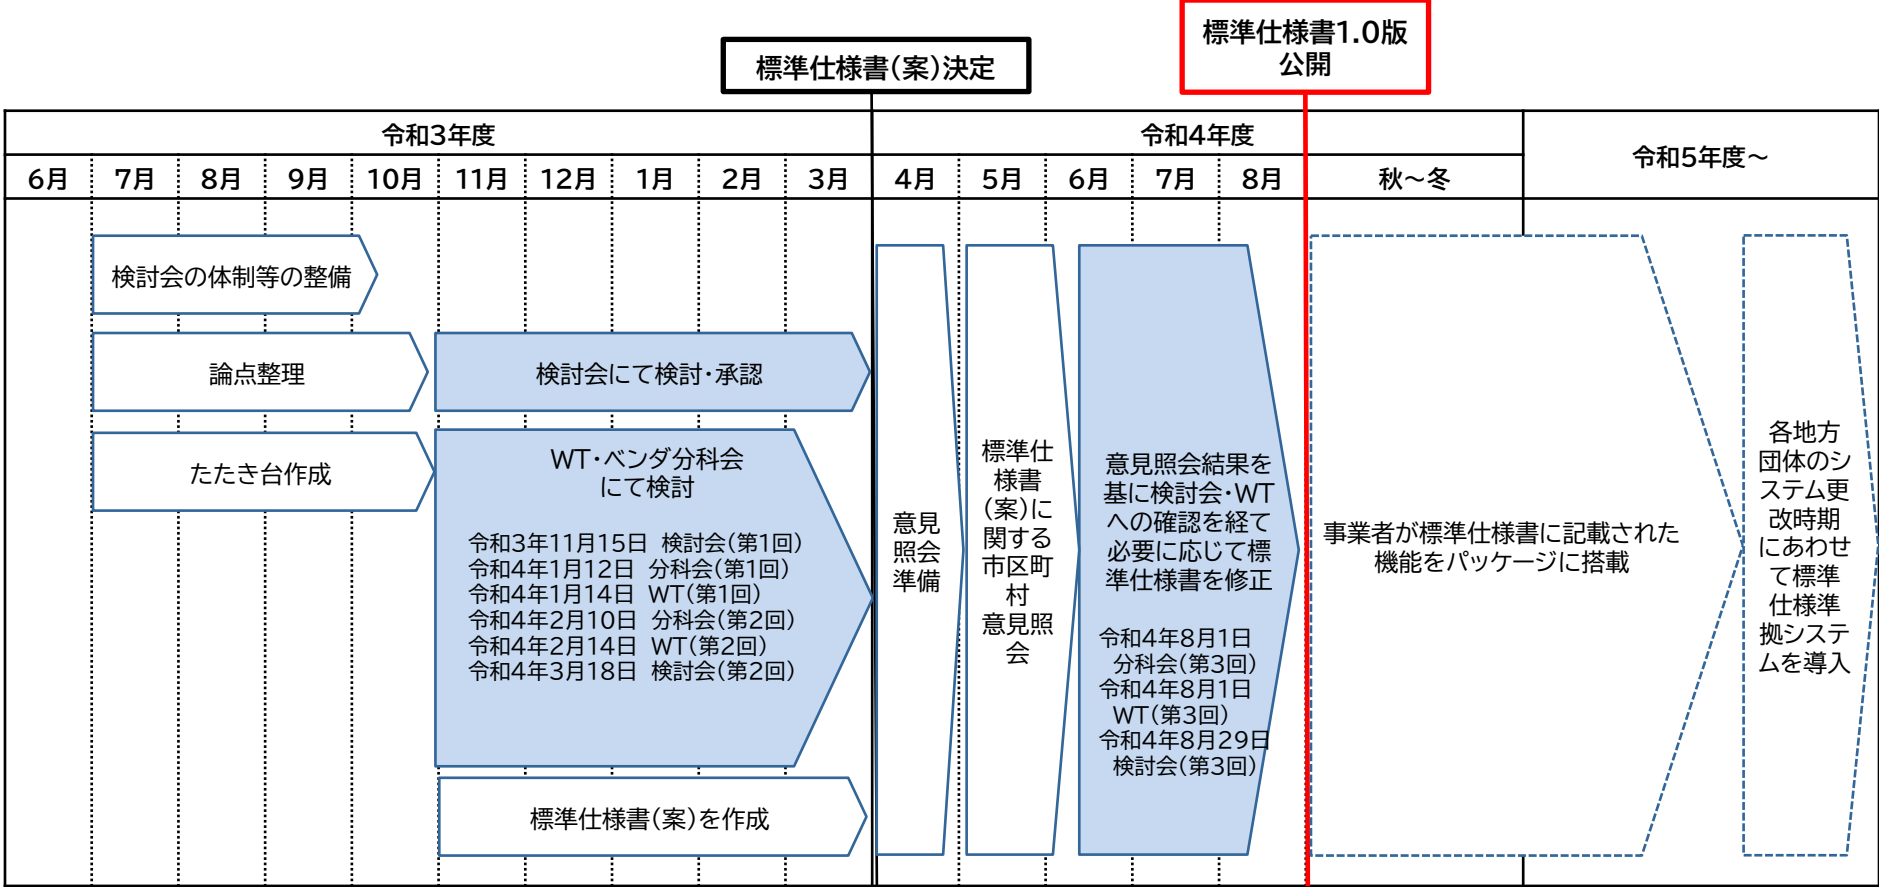 標準仕様書1.0版
公開
標準仕様書(案)決定
令和3年度
令和4年度
令和5年度～
6月
7月
8月
9月
10月
11月
12月
1月
2月
3月
4月
5月
6月
7月
8月
秋～冬
検討会の体制等の整備
論点整理
検討会にて検討・承認
たたき台作成
WT・ベンダ分科会
にて検討
令和3年11月15日 検討会(第1回)
令和4年1月12日 分科会(第1回)
令和4年1月14日 WT(第1回)
令和4年2月10日 分科会(第2回)
令和4年2月14日 WT(第2回)
令和4年3月18日 検討会(第2回)
標準仕様書(案)を作成
意見
照会
準備
標準仕
様書
(案)に
関する
市区町
村
意見照
会
意見照会結果を
基に検討会・WT
への確認を経て
必要に応じて標
準仕様書を修正
令和4年8月1日
分科会(第3回)
令和4年8月1日
WT(第3回)
令和4年8月29日
検討会(第3回)
事業者が標準仕様書に記載された
機能をパッケージに搭載
各地方
団体のシ
ステム更
改時期
にあわせ
て標準
仕様準
拠システ
ムを導入